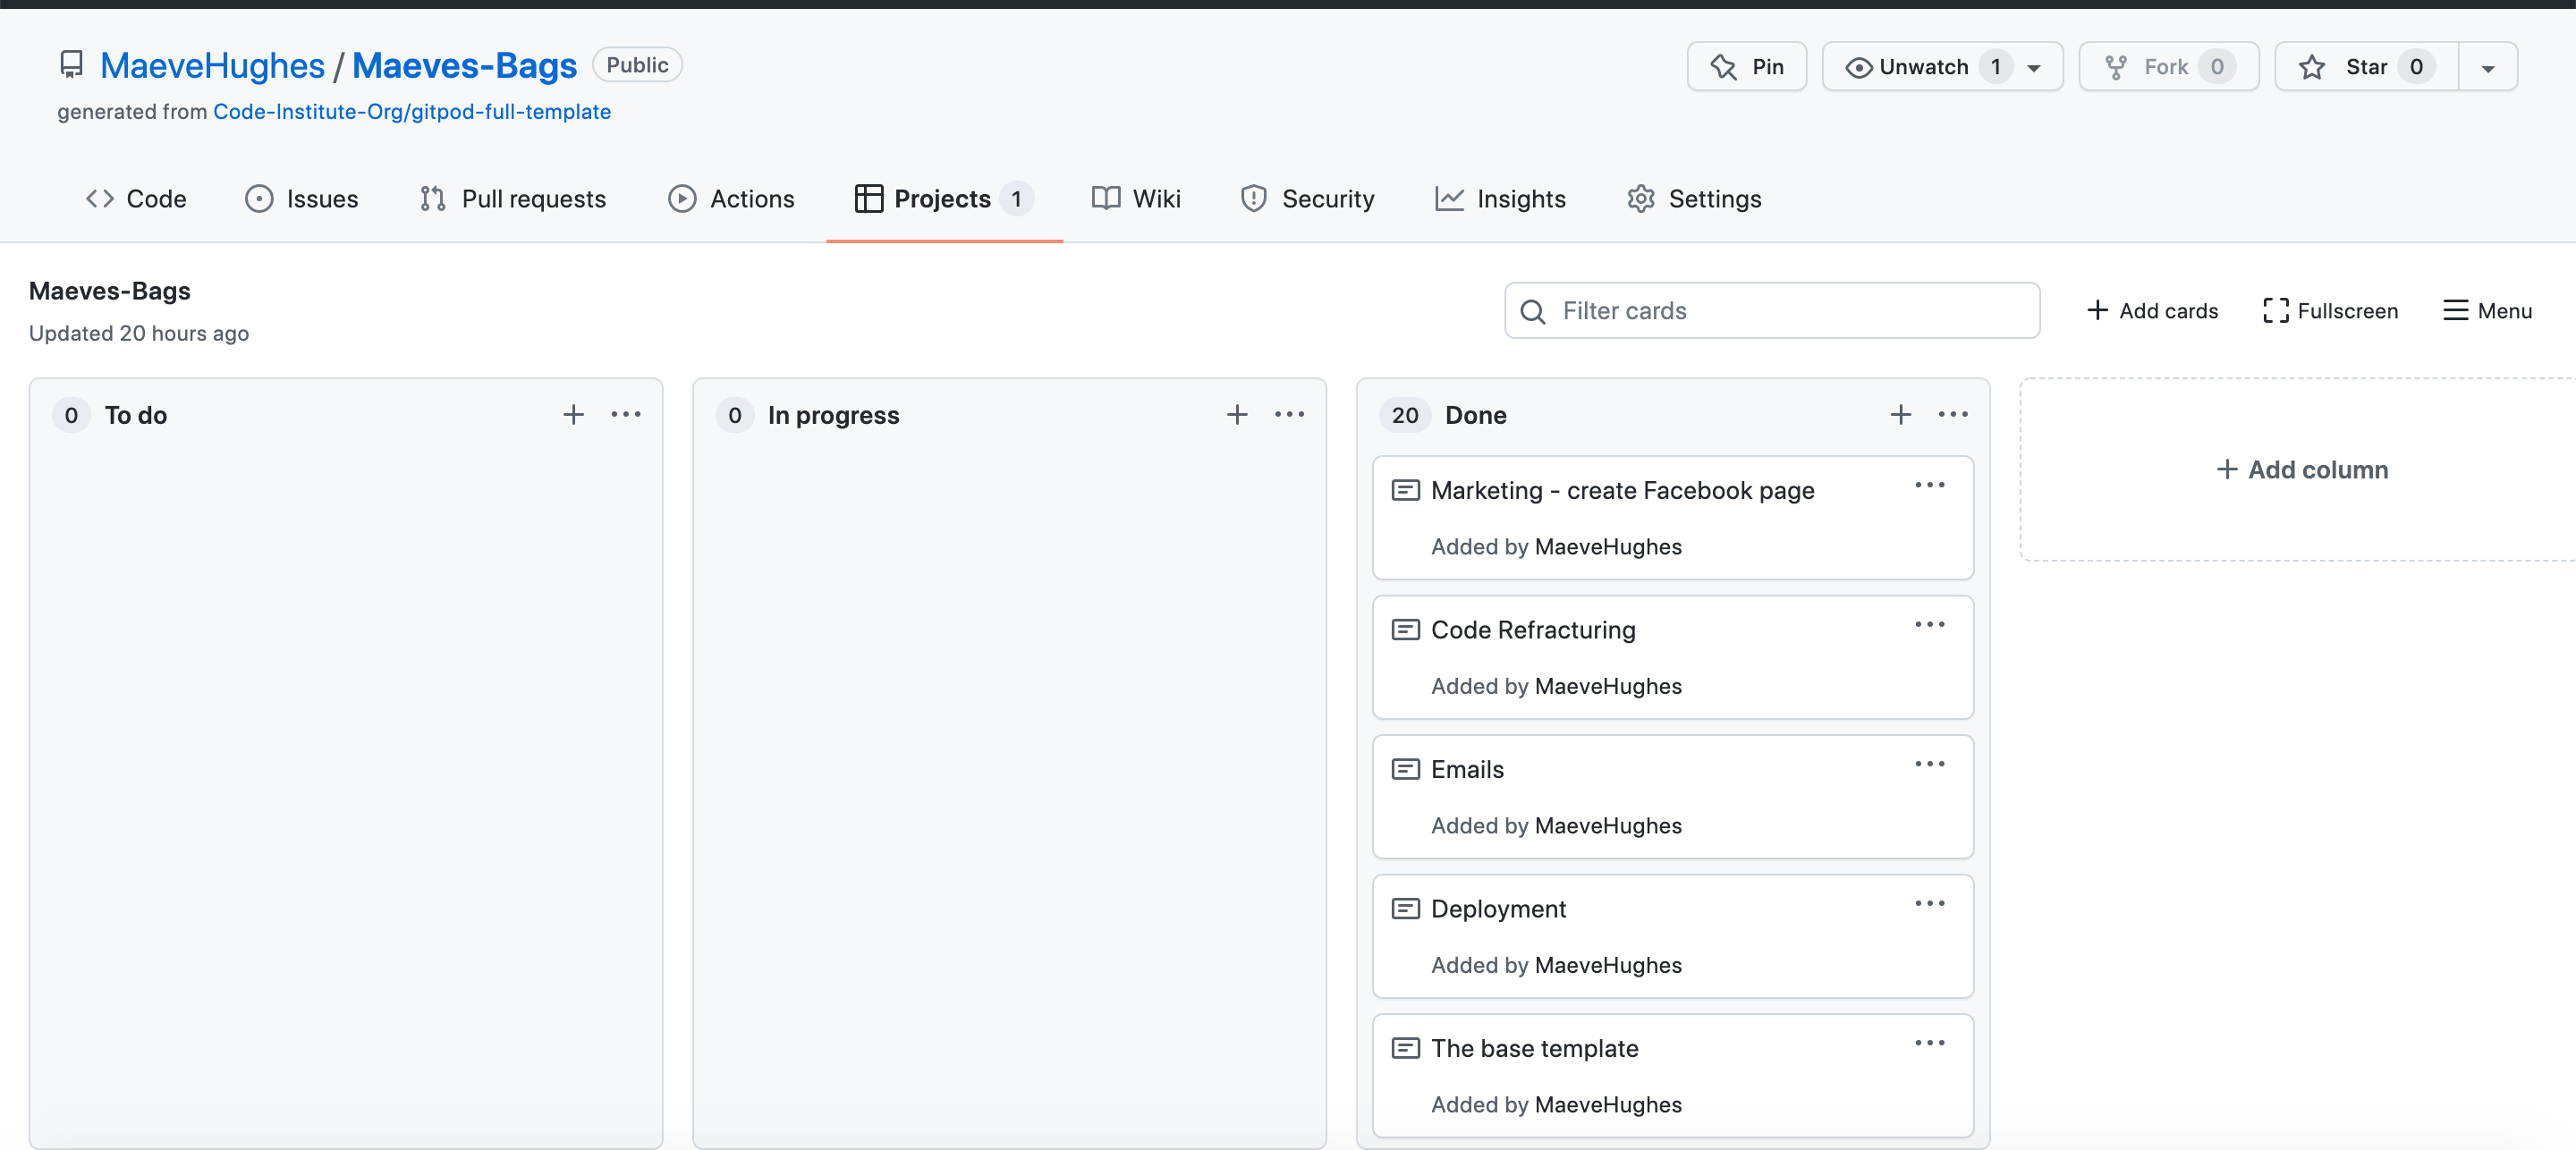 MaeveHughes / Maeves-Bags Public
Pin Unwatch 1 Fork 0 Star 0
generated from Code-Institute-Org/gitpod-full-template
Code Issues Pull requests Actions Projects 1 Wiki Security Insights Settings
Maeves-Bags
Updated 20 hours ago
Filter cards
Add cards Fullscreen Menu
0 To do
0 In progress
20 Done
Marketing - create Facebook page
Added by MaeveHughes
Code Refracturing
Added by MaeveHughes
Emails
Added by MaeveHughes
Deployment
Added by MaeveHughes
The base template
Added by MaeveHughes
Add column